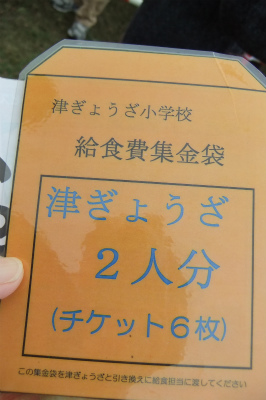 津ぎょうざ小学校
給食費集金袋
津ぎょうざ
2人分
(チケット6枚)
この集金袋を津ぎょうざと引き換えに給食担当に渡してください